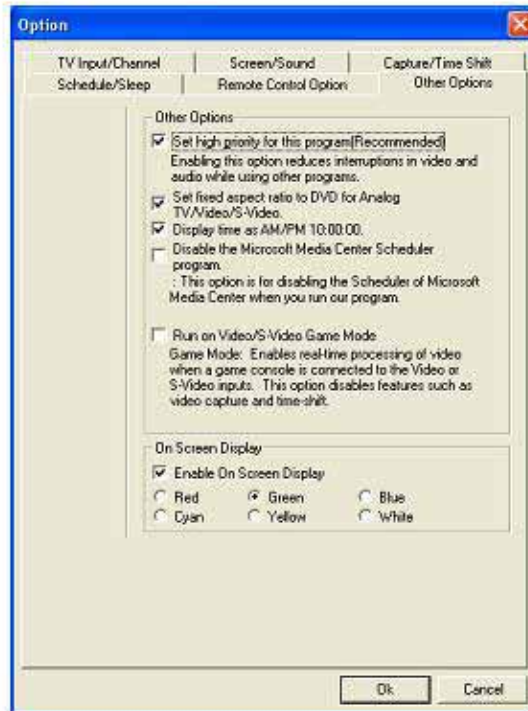 Option
TV Input/Channel
Screen/Sound
Capture/Time Shift
Schedule/Sleep
Remote Control Option
Other Options
Other Options
Set high priority for this program(Recommended)
Enabling this option reduces interruptions in video and
audio while using other programs.
Set fixed aspect ratio to DVD for Analog
TV/Video/S-Video.
Display time as AM/PM 10:00:00.
Disable the Microsoft Media Center Scheduler
program.
: This option is for disabling the Scheduler of Microsoft
Media Center when you run our program.
Run on Video/S-Video Game Mode
Game Mode: Enables real-time processing of video
when a game console is connected to the Video or
S-Video inputs. This option disables features such as
video capture and time-shift.
On Screen Display
Enable On Screen Display
Red
Green
Blue
Cyan
Yellow
White
Ok
Cancel